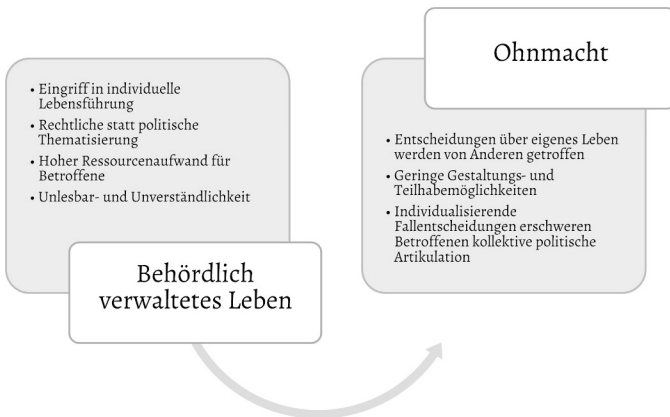 • Eingriff in individuelle
Lebensführung
• Rechtliche statt politische
Thematisierung
• Hoher Ressourcenaufwand für
Betroffene
• Unlesbar- und Unverständlichkeit
Behördlich
verwaltetes Leben
Ohnmacht
• Entscheidungen über eigenes Leben
werden von Anderen getroffen
• Geringe Gestaltungs- und
Teilhabemöglichkeiten
• Individualisierende
Fallentscheidungen erschweren
Betroffenen kollektive politische
Artikulation